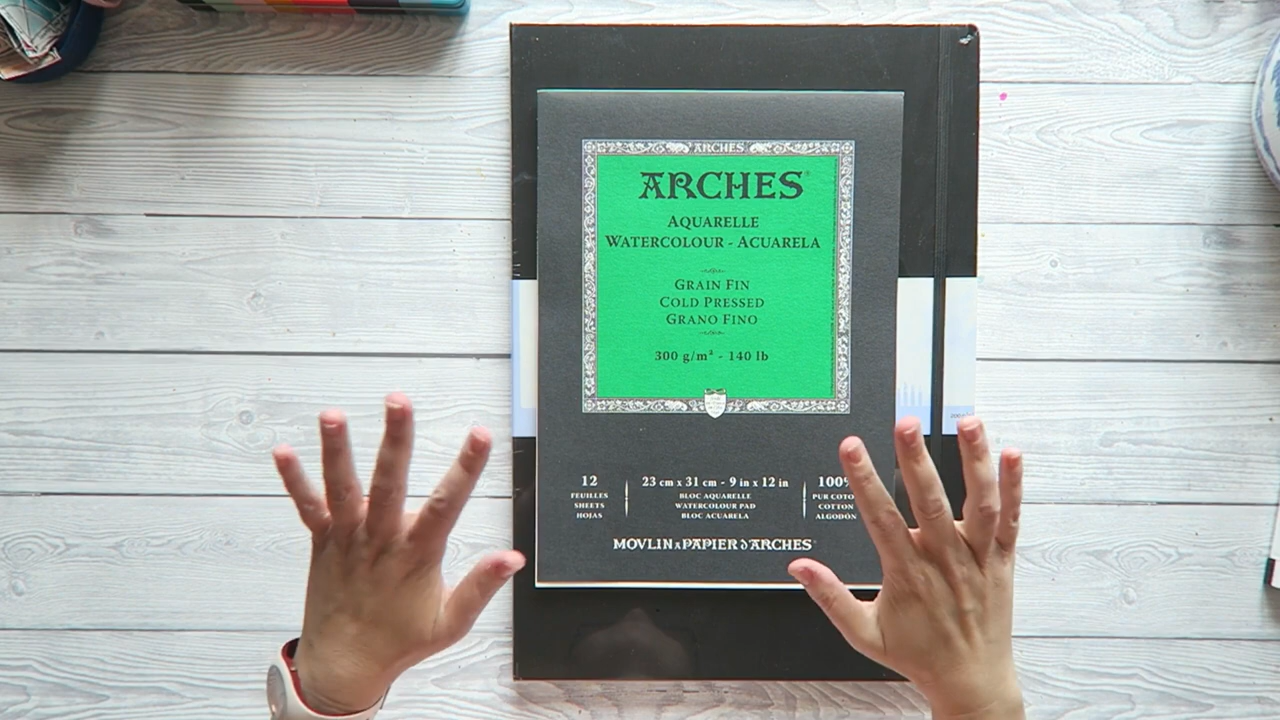 ARCHES
ARCHES
AQUARELLE
WATERCOLOUR - ACUARELA
GRAIN FIN
COLD PRESSED
GRANO FINO
300 g/m² - 140 lb
12
FEUILLES
SHEETS
HOJAS
23 cm x 31 cm - 9 in x 12 in
BLOC AQUARELLE
WATERCOLOUR PAD
BLOC ACUARELA
100%
PUR COTO
COTTON
ALGODÓN
MOVLIN À PAPIER D'ARCHES